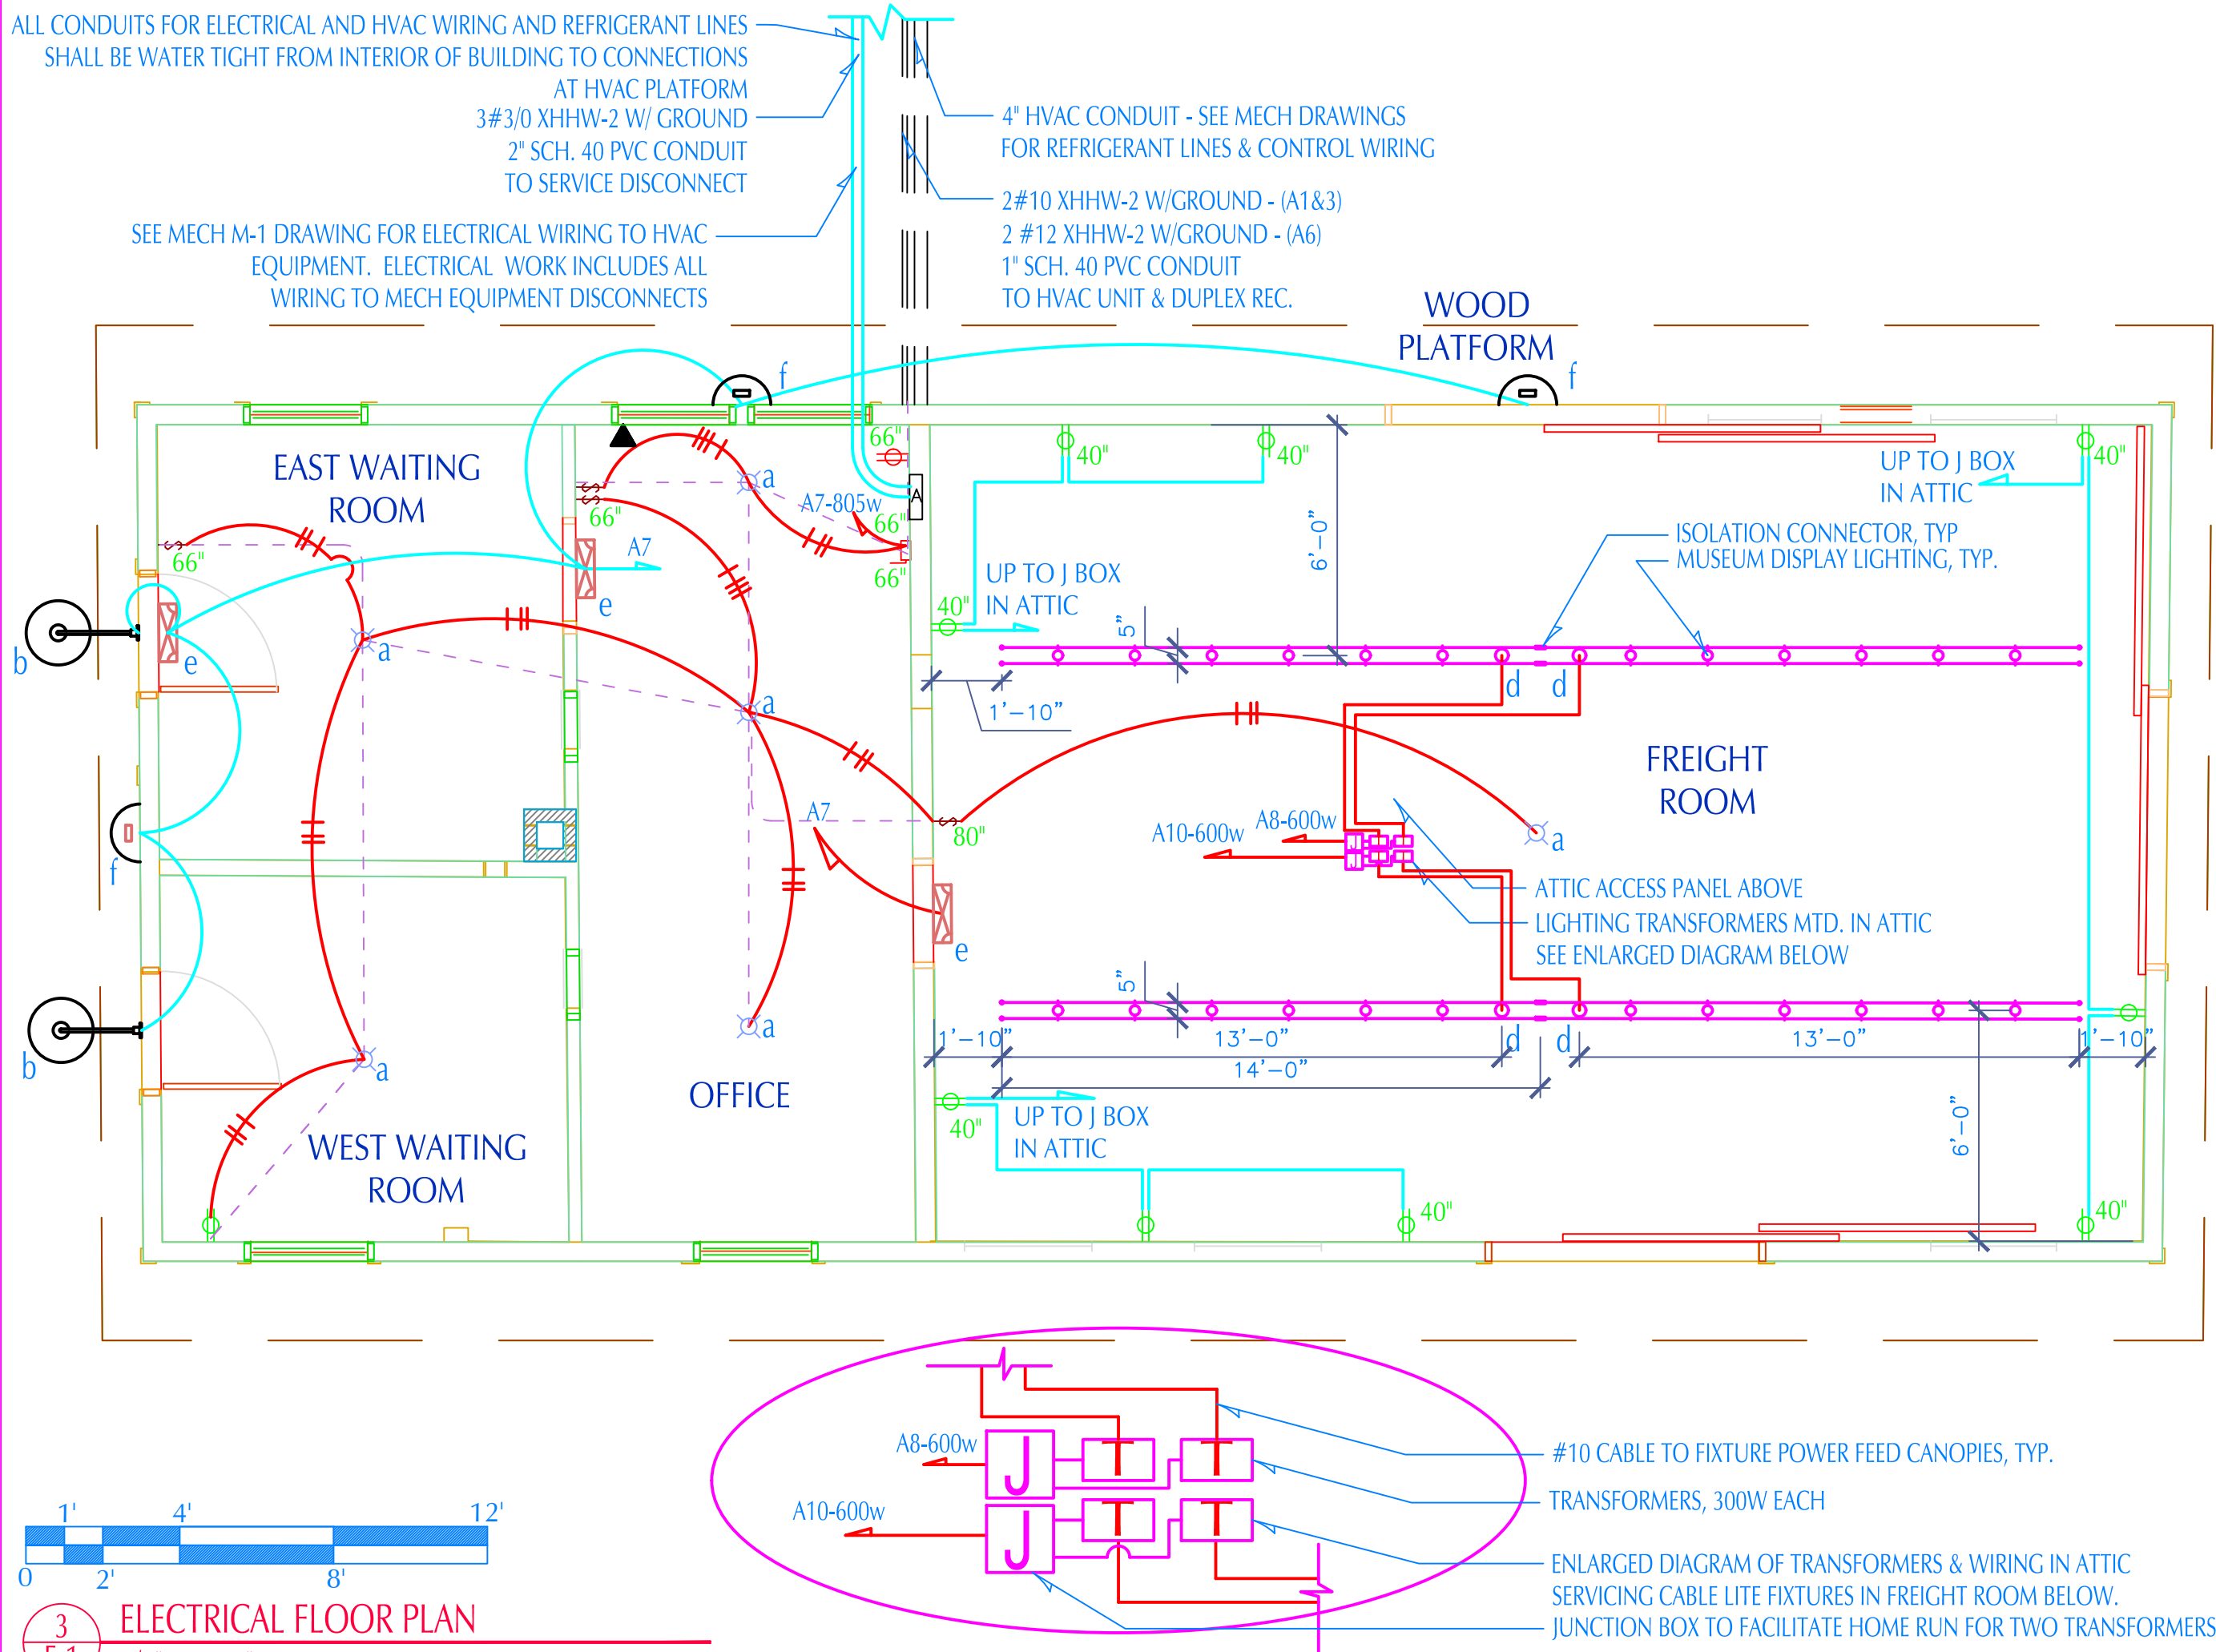 ALL CONDUITS FOR ELECTRICAL AND HVAC WIRING AND REFRIGERANT LINES
SHALL BE WATER TIGHT FROM INTERIOR OF BUILDING TO CONNECTIONS
AT HVAC PLATFORM
3#3/0 XHHW-2 W/ GROUND
2" SCH. 40 PVC CONDUIT
TO SERVICE DISCONNECT
SEE MECH M-1 DRAWING FOR ELECTRICAL WIRING TO HVAC
EQUIPMENT. ELECTRICAL WORK INCLUDES ALL
WIRING TO MECH EQUIPMENT DISCONNECTS
4" HVAC CONDUIT - SEE MECH DRAWINGS
FOR REFRIGERANT LINES & CONTROL WIRING
2#10 XHHW-2 W/GROUND - (A1&3)
2 #12 XHHW-2 W/GROUND - (A6)
1" SCH. 40 PVC CONDUIT
TO HVAC UNIT & DUPLEX REC.
WOOD
PLATFORM
f
f
EAST WAITING
ROOM
66"
a
A7-805w
66"
66"
66"
A
66"
66"
A7
e
e
b
a
a
f
b
a
a
A7
80"
e
OFFICE
WEST WAITING
ROOM
40"
40"
40"
UP TO J BOX
IN ATTIC
UP TO J BOX
IN ATTIC
40"
6'-0"
5"
1'-10"
ISOLATION CONNECTOR, TYP
MUSEUM DISPLAY LIGHTING, TYP.
d d
FREIGHT
ROOM
A10-600w
A8-600w
a
ATTIC ACCESS PANEL ABOVE
LIGHTING TRANSFORMERS MTD. IN ATTIC
SEE ENLARGED DIAGRAM BELOW
5"
1'-10"
13'-0"
d d
13'-0"
1'-10"
14'-0"
6'-0"
40"
UP TO J BOX
IN ATTIC
40"
40"
A8-600w
J
T
T
A10-600w
J
T
T
#10 CABLE TO FIXTURE POWER FEED CANOPIES, TYP.
TRANSFORMERS, 300W EACH
ENLARGED DIAGRAM OF TRANSFORMERS & WIRING IN ATTIC
SERVICING CABLE LITE FIXTURES IN FREIGHT ROOM BELOW.
JUNCTION BOX TO FACILITATE HOME RUN FOR TWO TRANSFORMERS
1' 4' 12'
0 2' 8'
3
ELECTRICAL FLOOR PLAN